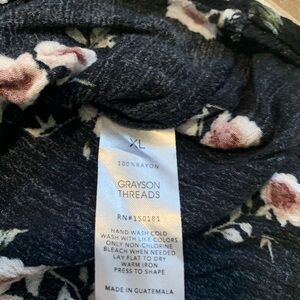 XL
100% RAYON
GRAYSON
THREADS
RN#150181
HAND WASH COLD
WASH WITH LIKE COLORS
ONLY NON-CHLORINE
BLEACH WHEN NEEDED
LAY FLAT TO DRY
WARM IRON
PRESS TO SHAPE
MADE IN GUATEMALA